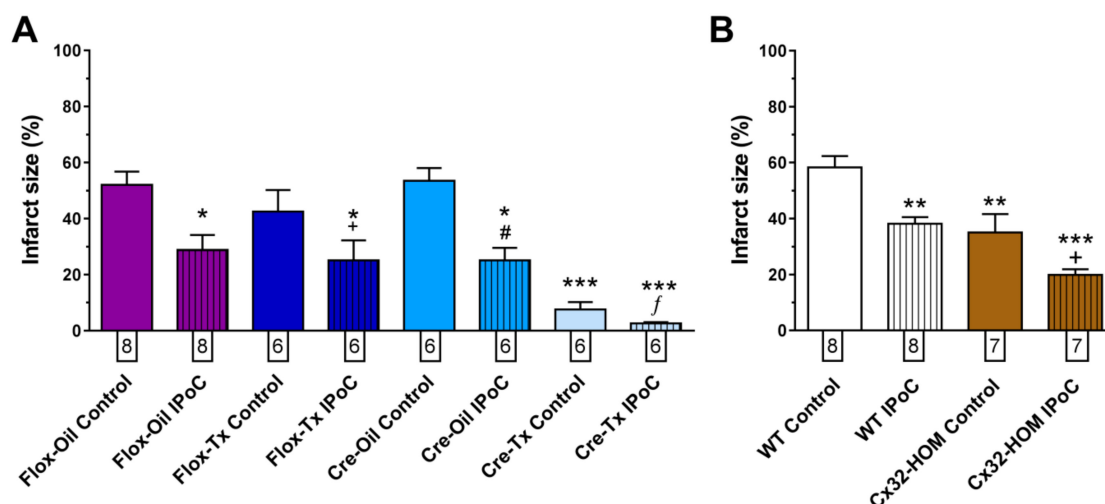 A
Infarct size (%)
100
80
60
40
20
0
*
*
+
*
#
***
***
f
8
8
6
6
6
6
6
6
Flox-Oil Control
Flox-Oil IPoC
Flox-Tx Control
Flox-Tx IPoC
Cre-Oil Control
Cre-Oil IPoC
Cre-Tx Control
Cre-Tx IPoC
B
Infarct size (%)
100
80
60
40
20
0
**
**
***
+
8
8
7
7
WT Control
WT IPoC
Cx32-HOM Control
Cx32-HOM IPoC